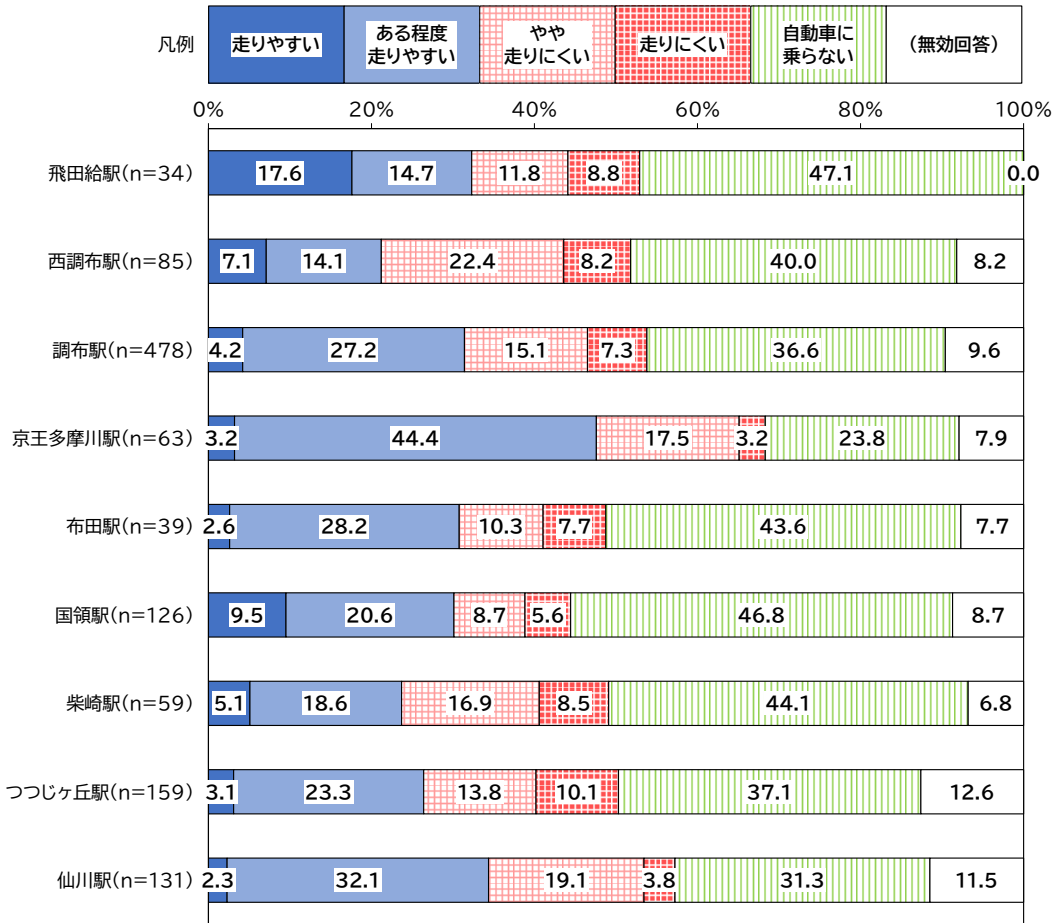 凡例
走りやすい
ある程度
走りやすい
やや
走りにくい
走りにくい
自動車に
乗らない
（無効回答）
0% 20% 40% 60% 80% 100%
飛田給駅(n=34) 17.6 14.7 11.8 8.8 47.1 0.0
西調布駅(n=85) 7.1 14.1 22.4 8.2 40.0 8.2
調布駅(n=478) 4.2 27.2 15.1 7.3 36.6 9.6
京王多摩川駅(n=63) 3.2 44.4 17.5 3.2 23.8 7.9
布田駅(n=39) 2.6 28.2 10.3 7.7 43.6 7.7
国領駅(n=126) 9.5 20.6 8.7 5.6 46.8 8.7
柴崎駅(n=59) 5.1 18.6 16.9 8.5 44.1 6.8
つつじヶ丘駅(n=159) 3.1 23.3 13.8 10.1 37.1 12.6
仙川駅(n=131) 2.3 32.1 19.1 3.8 31.3 11.5